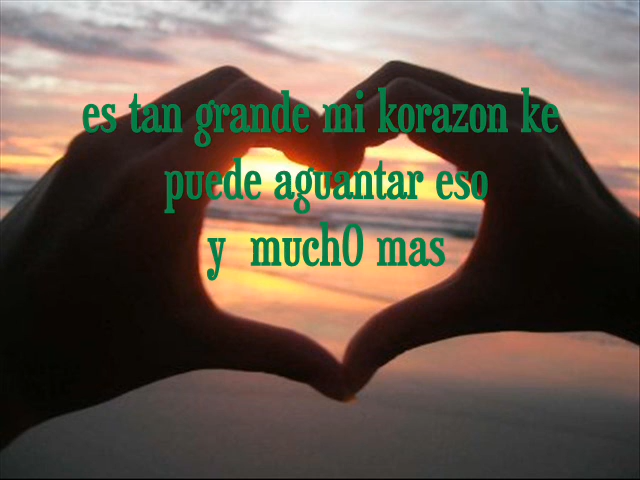 es tan grande mi korazon ke
puede aguantar eso
y much0 mas